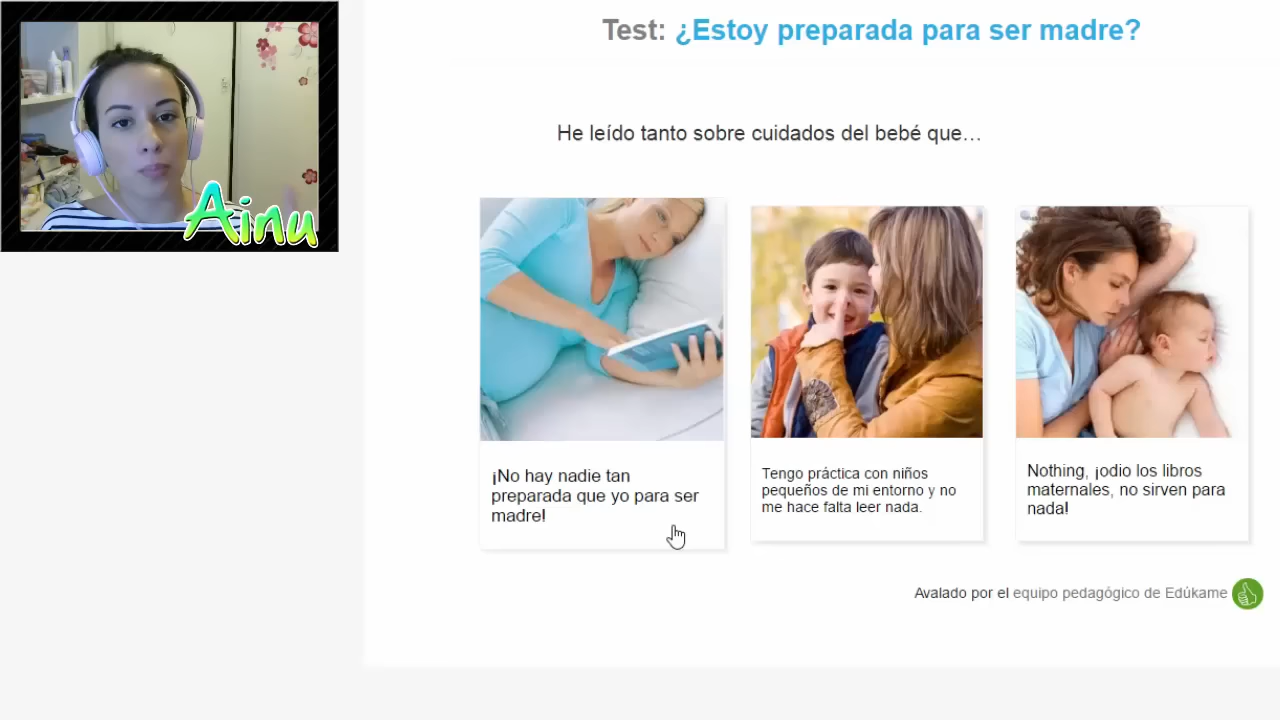 Test: ¿Estoy preparada para ser madre?
He leído tanto sobre cuidados del bebé que…
Ainu
¡No hay nadie tan
preparada que yo para ser
madre!
Tengo práctica con niños
pequeños de mi entorno y no
me hace falta leer nada.
Nothing, ¡odio los libros
maternales, no sirven para
nada!
Avalado por el equipo pedagógico de Edúkame